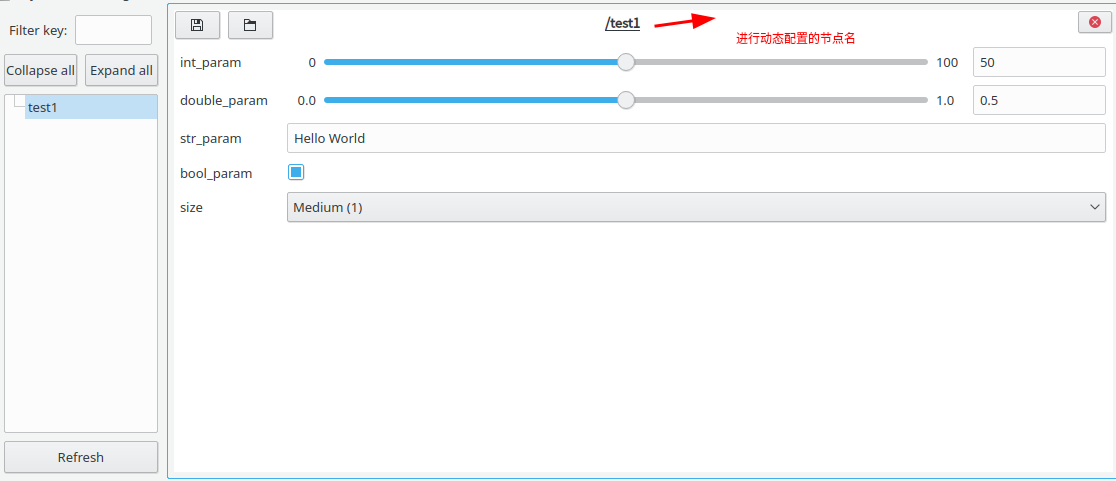 Filter key:
Collapse all
Expand all
test1
Refresh
/test1
进行动态配置的节点名
int_param
0
100
50
double_param
0.0
1.0
0.5
str_param
Hello World
bool_param
size
Medium (1)